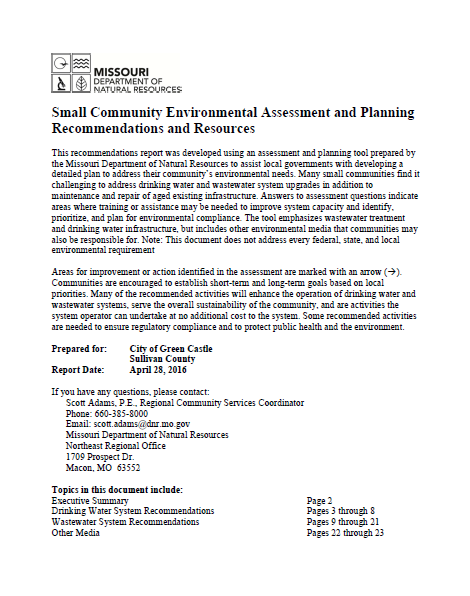 MISSOURI
DEPARTMENT OF
NATURAL RESOURCES
Small Community Environmental Assessment and Planning
Recommendations and Resources
This recommendations report was developed using an assessment and planning tool prepared by
the Missouri Department of Natural Resources to assist local governments with developing a
detailed plan to address their community's environmental needs. Many small communities find it
challenging to address drinking water and wastewater system upgrades in addition to
maintenance and repair of aged existing infrastructure. Answers to assessment questions indicate
areas where training or assistance may be needed to improve system capacity and identify,
prioritize, and plan for environmental compliance. The tool emphasizes wastewater treatment
and drinking water infrastructure, but includes other environmental media that communities may
also be responsible for. Note: This document does not address every federal, state, and local
environmental requirement
Areas for improvement or action identified in the assessment are marked with an arrow (→).
Communities are encouraged to establish short-term and long-term goals based on local
priorities. Many of the recommended activities will enhance the operation of drinking water and
wastewater systems, serve the overall sustainability of the community, and are activities the
system operator can undertake at no additional cost to the system. Some recommended activities
are needed to ensure regulatory compliance and to protect public health and the environment.
Prepared for: City of Green Castle
Sullivan County
Report Date: April 28, 2016
If you have any questions, please contact:
Scott Adams, P.E., Regional Community Services Coordinator
Phone: 660-385-8000
Email: scott.adams@dnr.mo.gov
Missouri Department of Natural Resources
Northeast Regional Office
1709 Prospect Dr.
Macon, MO 63552
Topics in this document include:
Executive Summary Page 2
Drinking Water System Recommendations Pages 3 through 8
Wastewater System Recommendations Pages 9 through 21
Other Media Pages 22 through 23